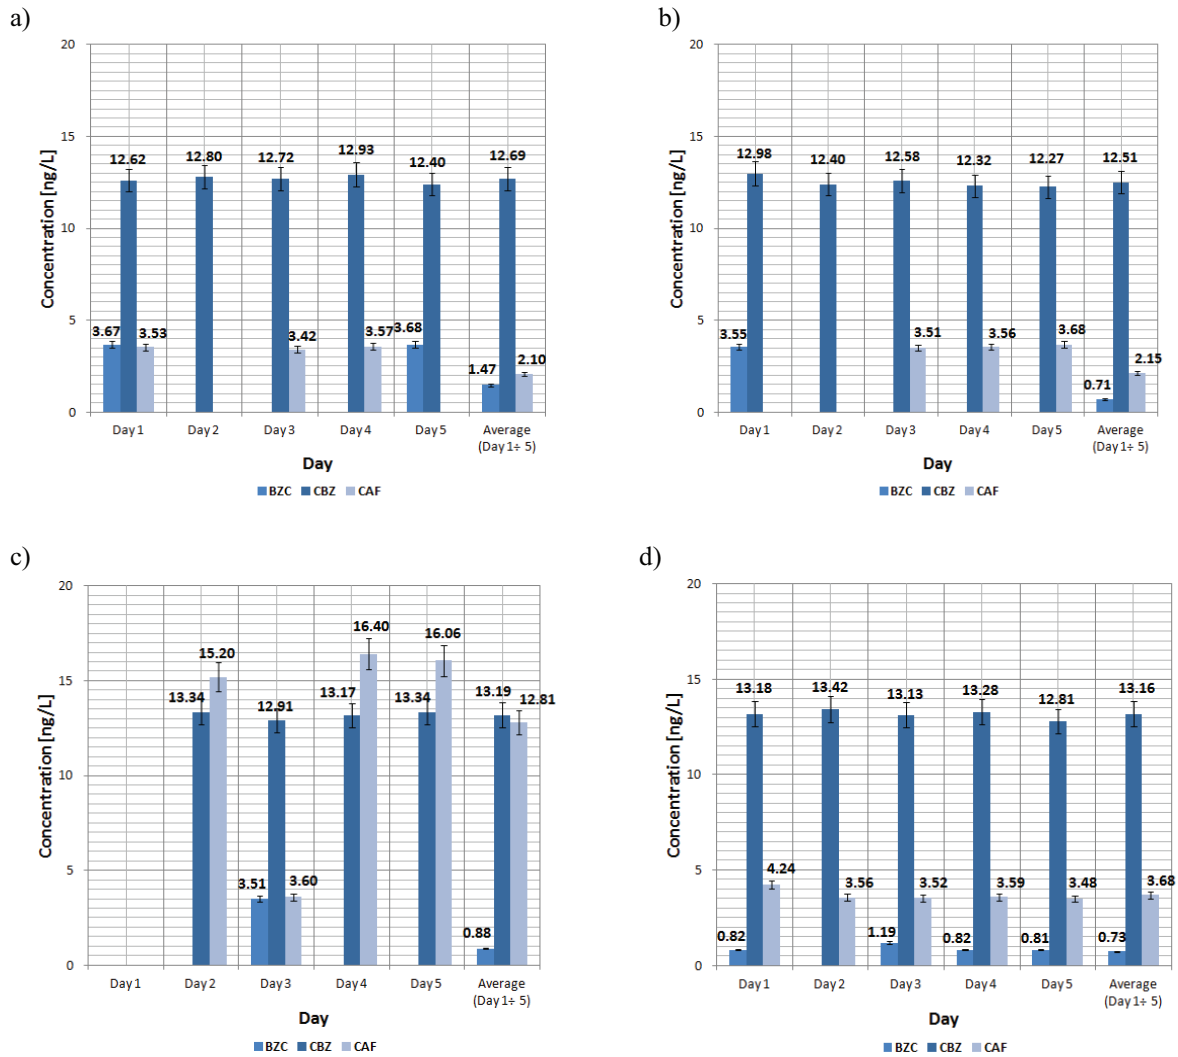 a)
20
15
10
5
0
Concentration [ng/L]
12.62
12.80
12.72
12.93
12.40
12.69
3.67
3.53
3.42
3.57
3.68
1.47
2.10
Day 1
Day 2
Day 3
Day 4
Day 5
Average
(Day 1÷ 5)
Day
BZC CBZ CAF
b)
20
15
10
5
0
Concentration [ng/L]
12.98
12.40
12.58
12.32
12.27
12.51
3.55
3.51
3.56
3.68
0.71
2.15
Day 1
Day 2
Day 3
Day 4
Day 5
Average
(Day 1÷ 5)
Day
BZC CBZ CAF
c)
20
15
10
5
0
Concentration [ng/L]
13.34
15.20
12.91
13.17
16.40
13.34
16.06
13.19
12.81
3.51
3.60
0.88
Day 1
Day 2
Day 3
Day 4
Day 5
Average
(Day 1÷ 5)
Day
BZC CBZ CAF
d)
20
15
10
5
0
Concentration [ng/L]
13.18
13.42
13.13
13.28
12.81
13.16
0.82
4.24
3.56
1.19
3.52
0.82
3.59
0.81
3.48
0.73
3.68
Day 1
Day 2
Day 3
Day 4
Day 5
Average
(Day 1÷ 5)
Day
BZC CBZ CAF